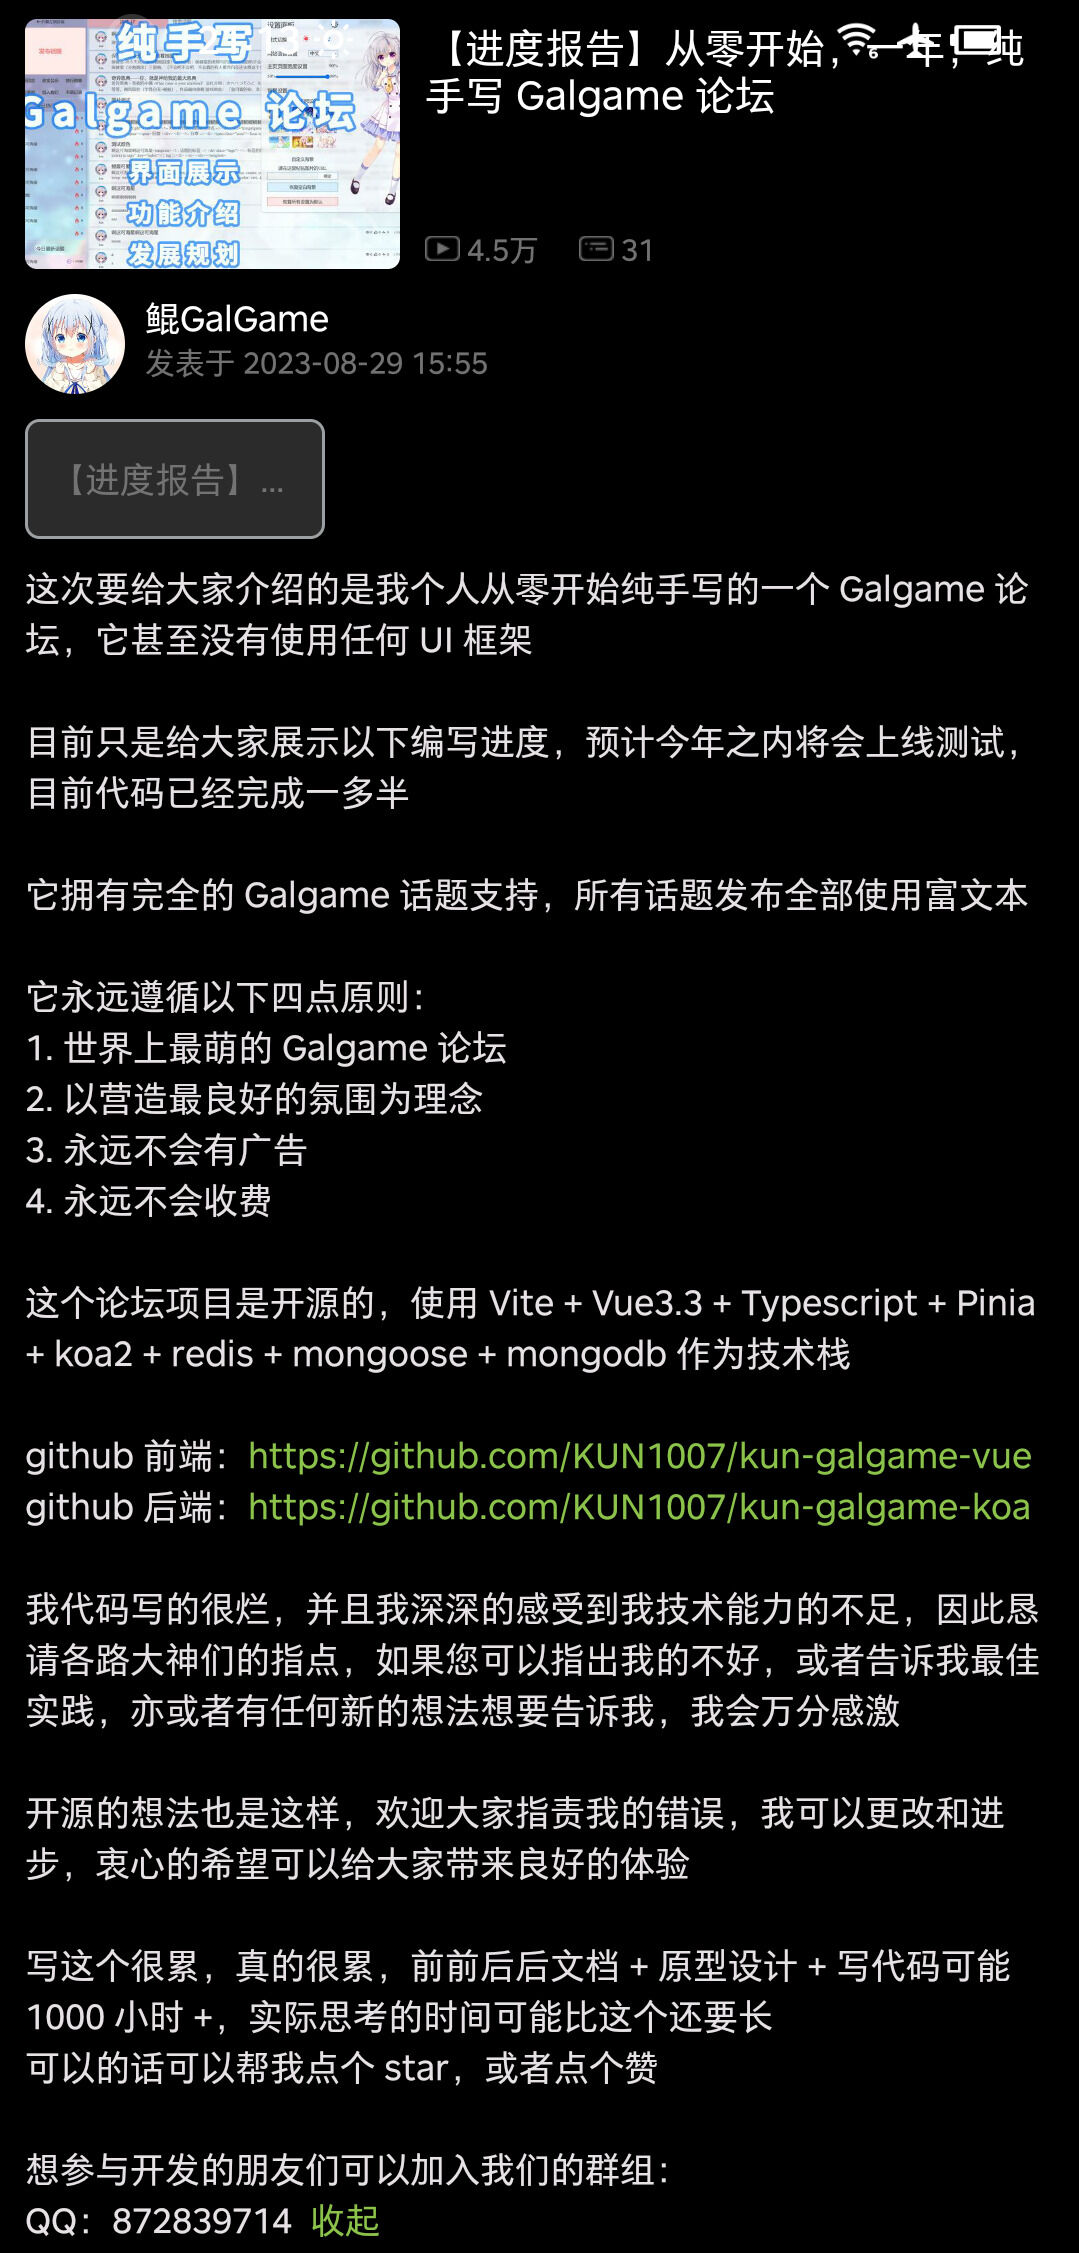 纯手写
Galgame 论坛
界面展示
功能介绍
发展规划
【进度报告】从零开始，一年，纯
手写 Galgame 论坛
4.5万 31
鲲GalGame
发表于 2023-08-29 15:55
【进度报告】...
这次要给大家介绍的是我个人从零开始纯手写的一个 Galgame 论
坛，它甚至没有使用任何 UI 框架
目前只是给大家展示以下编写进度，预计今年之内将会上线测试，
目前代码已经完成一多半
它拥有完全的 Galgame 话题支持，所有话题发布全部使用富文本
它永远遵循以下四点原则：
1. 世界上最萌的 Galgame 论坛
2. 以营造最良好的氛围为理念
3. 永远不会有广告
4. 永远不会收费
这个论坛项目是开源的，使用 Vite + Vue3.3 + Typescript + Pinia
+ koa2 + redis + mongoose + mongodb 作为技术栈
github 前端：https://github.com/KUN1007/kun-galgame-vue
github 后端：https://github.com/KUN1007/kun-galgame-koa
我代码写的很烂，并且我深深的感受到我技术能力的不足，因此恳
请各路大神们的指点，如果您可以指出我的不好，或者告诉我最佳
实践，亦或者有任何新的想法想要告诉我，我会万分感激
开源的想法也是这样，欢迎大家指责我的错误，我可以更改和进
步，衷心的希望可以给大家带来良好的体验
写这个很累，真的很累，前前后后文档 + 原型设计 + 写代码可能
1000 小时 +，实际思考的时间可能比这个还要长
可以的话可以帮我点个 star，或者点个赞
想参与开发的朋友们可以加入我们的群组：
QQ：872839714 收起